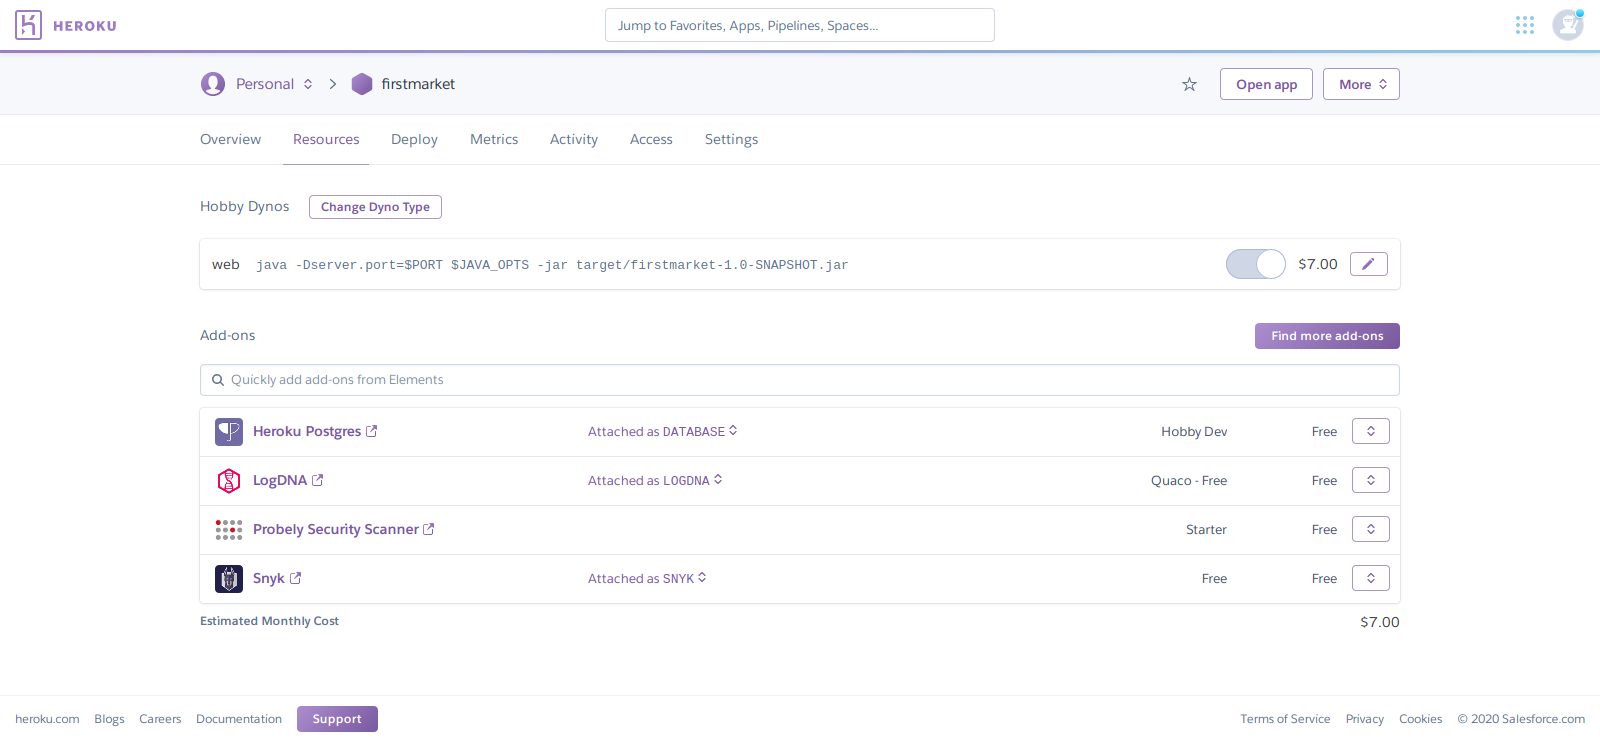 HEROKU
Jump to Favorites, Apps, Pipelines, Spaces...
Personal
firstmarket
Open app
More
Overview
Resources
Deploy
Metrics
Activity
Access
Settings
Hobby Dynos
Change Dyno Type
web java -Dserver.port=$PORT $JAVA_OPTS -jar target/firstmarket-1.0-SNAPSHOT.jar $7.00
Add-ons
Find more add-ons
Quickly add add-ons from Elements
Heroku Postgres Attached as DATABASE Hobby Dev Free
LogDNA Attached as LOGDNA Quaco - Free Free
Probely Security Scanner Starter Free
Snyk Attached as SNYK Free Free
Estimated Monthly Cost $7.00
heroku.com Blogs Careers Documentation Support Terms of Service Privacy Cookies © 2020 Salesforce.com